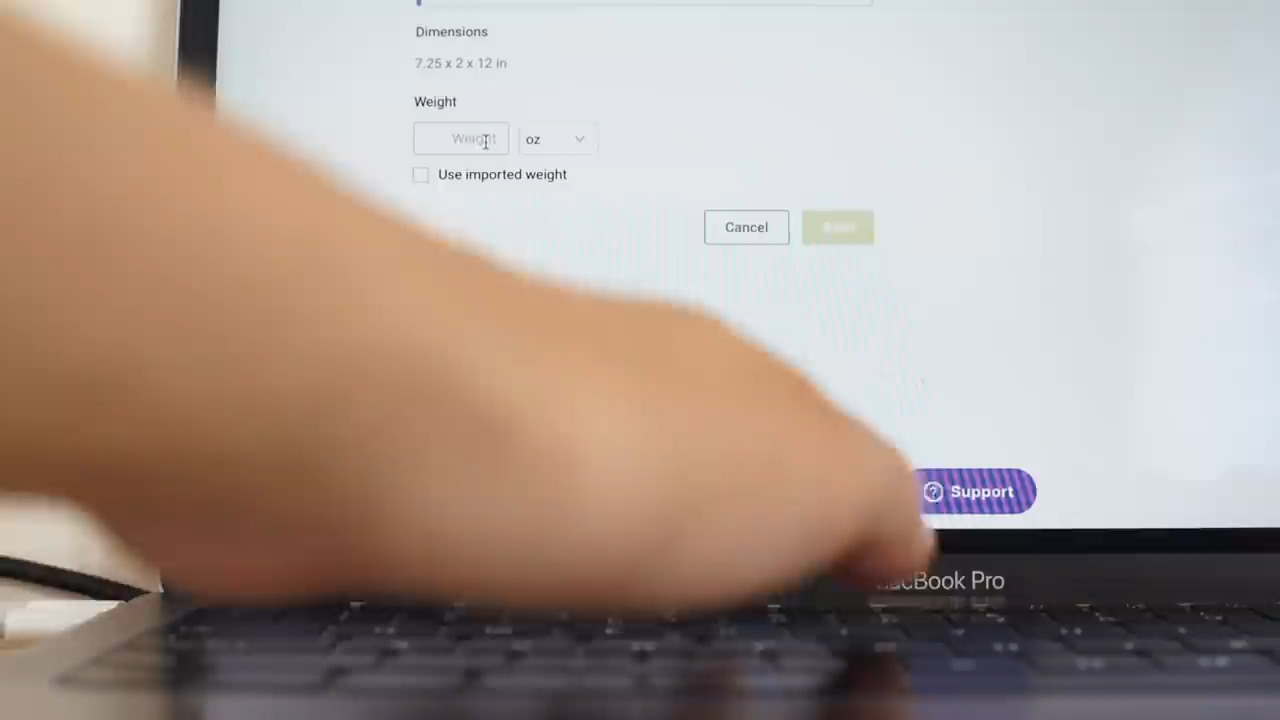 Dimensions
7.25 x 2 x 12 in
Weight
Weight
oz
Use imported weight
Cancel
Support
MacBook Pro